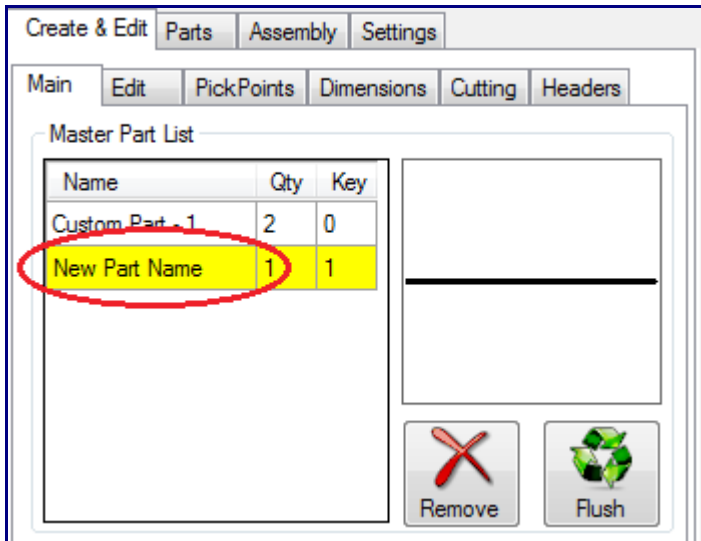 Create & Edit Parts Assembly Settings
Main Edit PickPoints Dimensions Cutting Headers
Master Part List
Name Qty Key
Custom Part - 1 2 0
New Part Name 1 1
Remove Flush